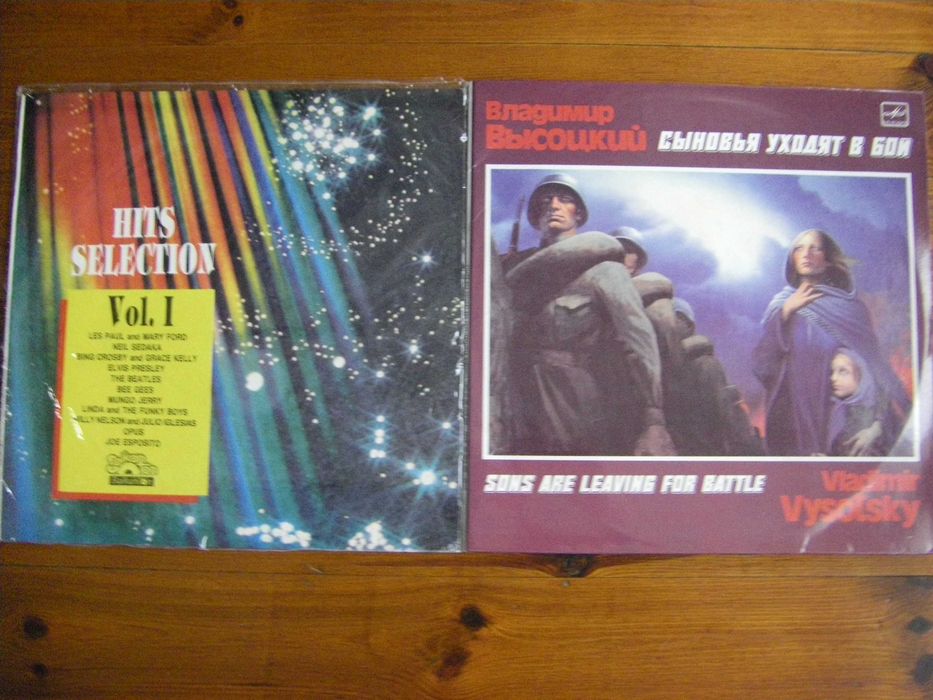 HITS
SELECTION
Vol. I
LES PAUL and MARY FORD
NEIL SEDAKA
BING CROSBY and GRACE KELLY
ELVIS PRESLEY
THE BEATLES
BEE GEES
MUNGO JERRY
LINDA and THE FUNKY BOYS
WILLY NELSON and JULIO IGLESIAS
OPUS
JOE ESPOSITO
Владимир
Высоцкий
СЫНОВЬЯ УХОДЯТ В БОЙ
SONS ARE LEAVING FOR BATTLE
Vladimir
Vysotsky